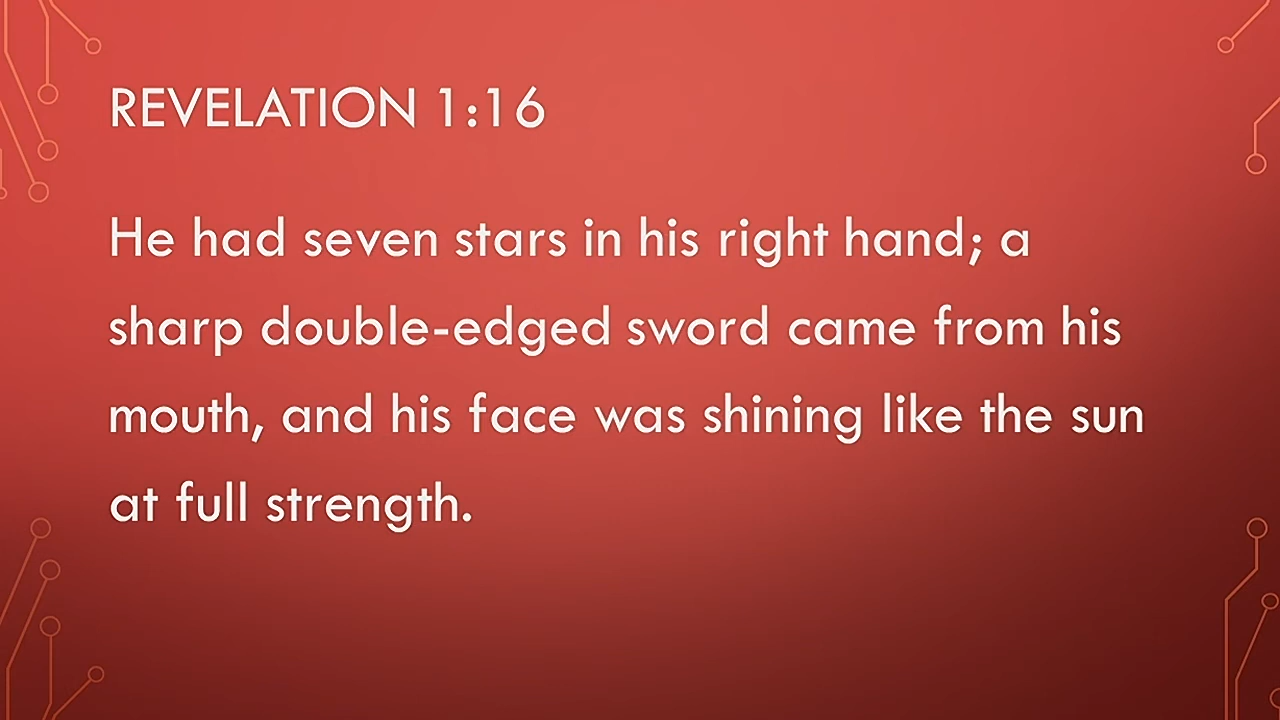 REVELATION 1:16
He had seven stars in his right hand; a
sharp double-edged sword came from his
mouth, and his face was shining like the sun
at full strength.